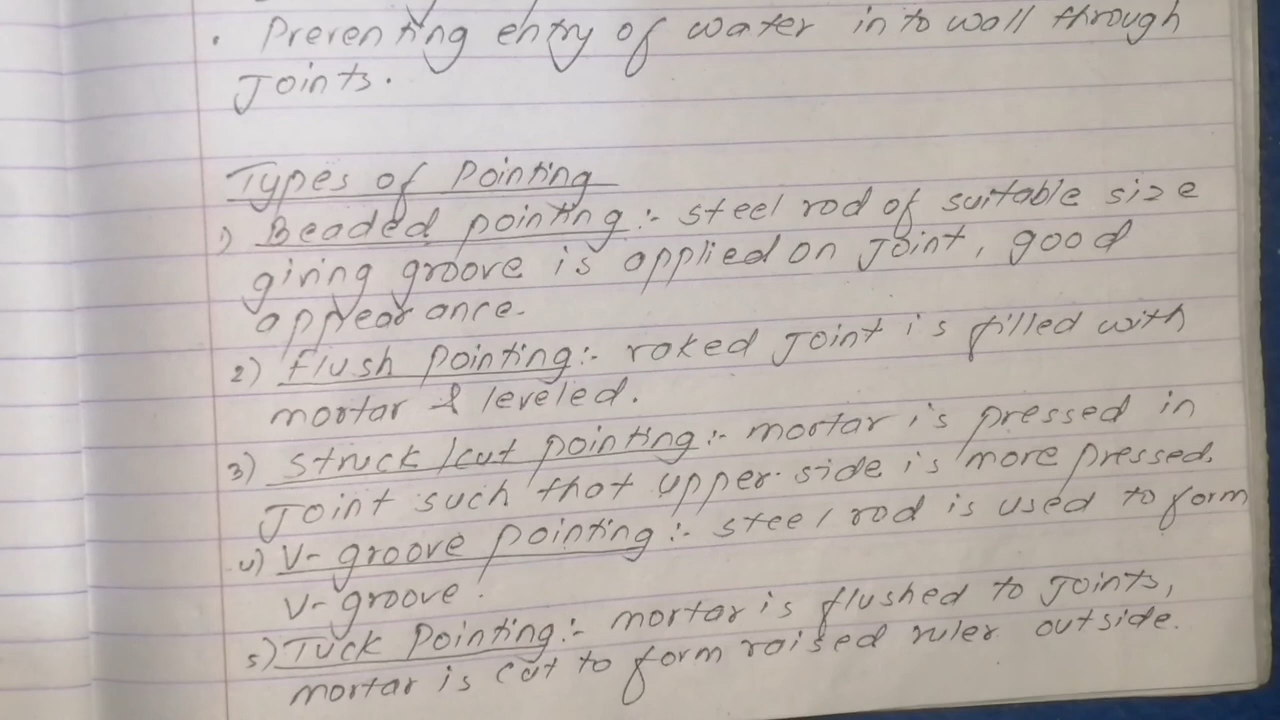 . Preventing entry of water in to wall through
Joints.
Types of Pointing
1) Beaded pointing :- steel rod of suitable size
giving groove is applied on Joint, good
appearance.
2) flush pointing :- raked Joint is filled with
mortar & leveled.
3) Struck/cut pointing :- mortar is pressed in
Joint such that upper side is more pressed.
4) V-groove pointing :- steel rod is used to form
V-groove.
5) Tuck Pointing :- mortar is flushed to Joints,
mortar is cut to form raised ruler outside.